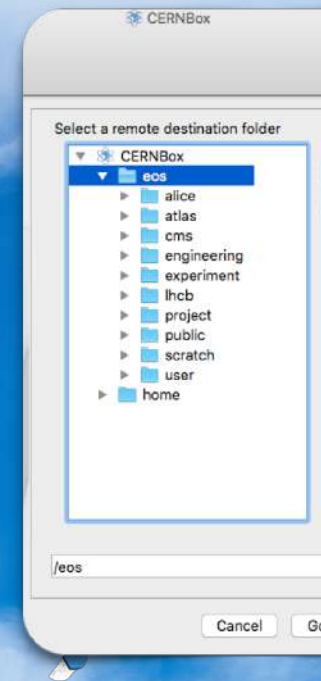 CERNBox
Select a remote destination folder
CERNBox
eos
alice
atlas
cms
engineering
experiment
lhcb
project
public
scratch
user
home
/eos
Cancel